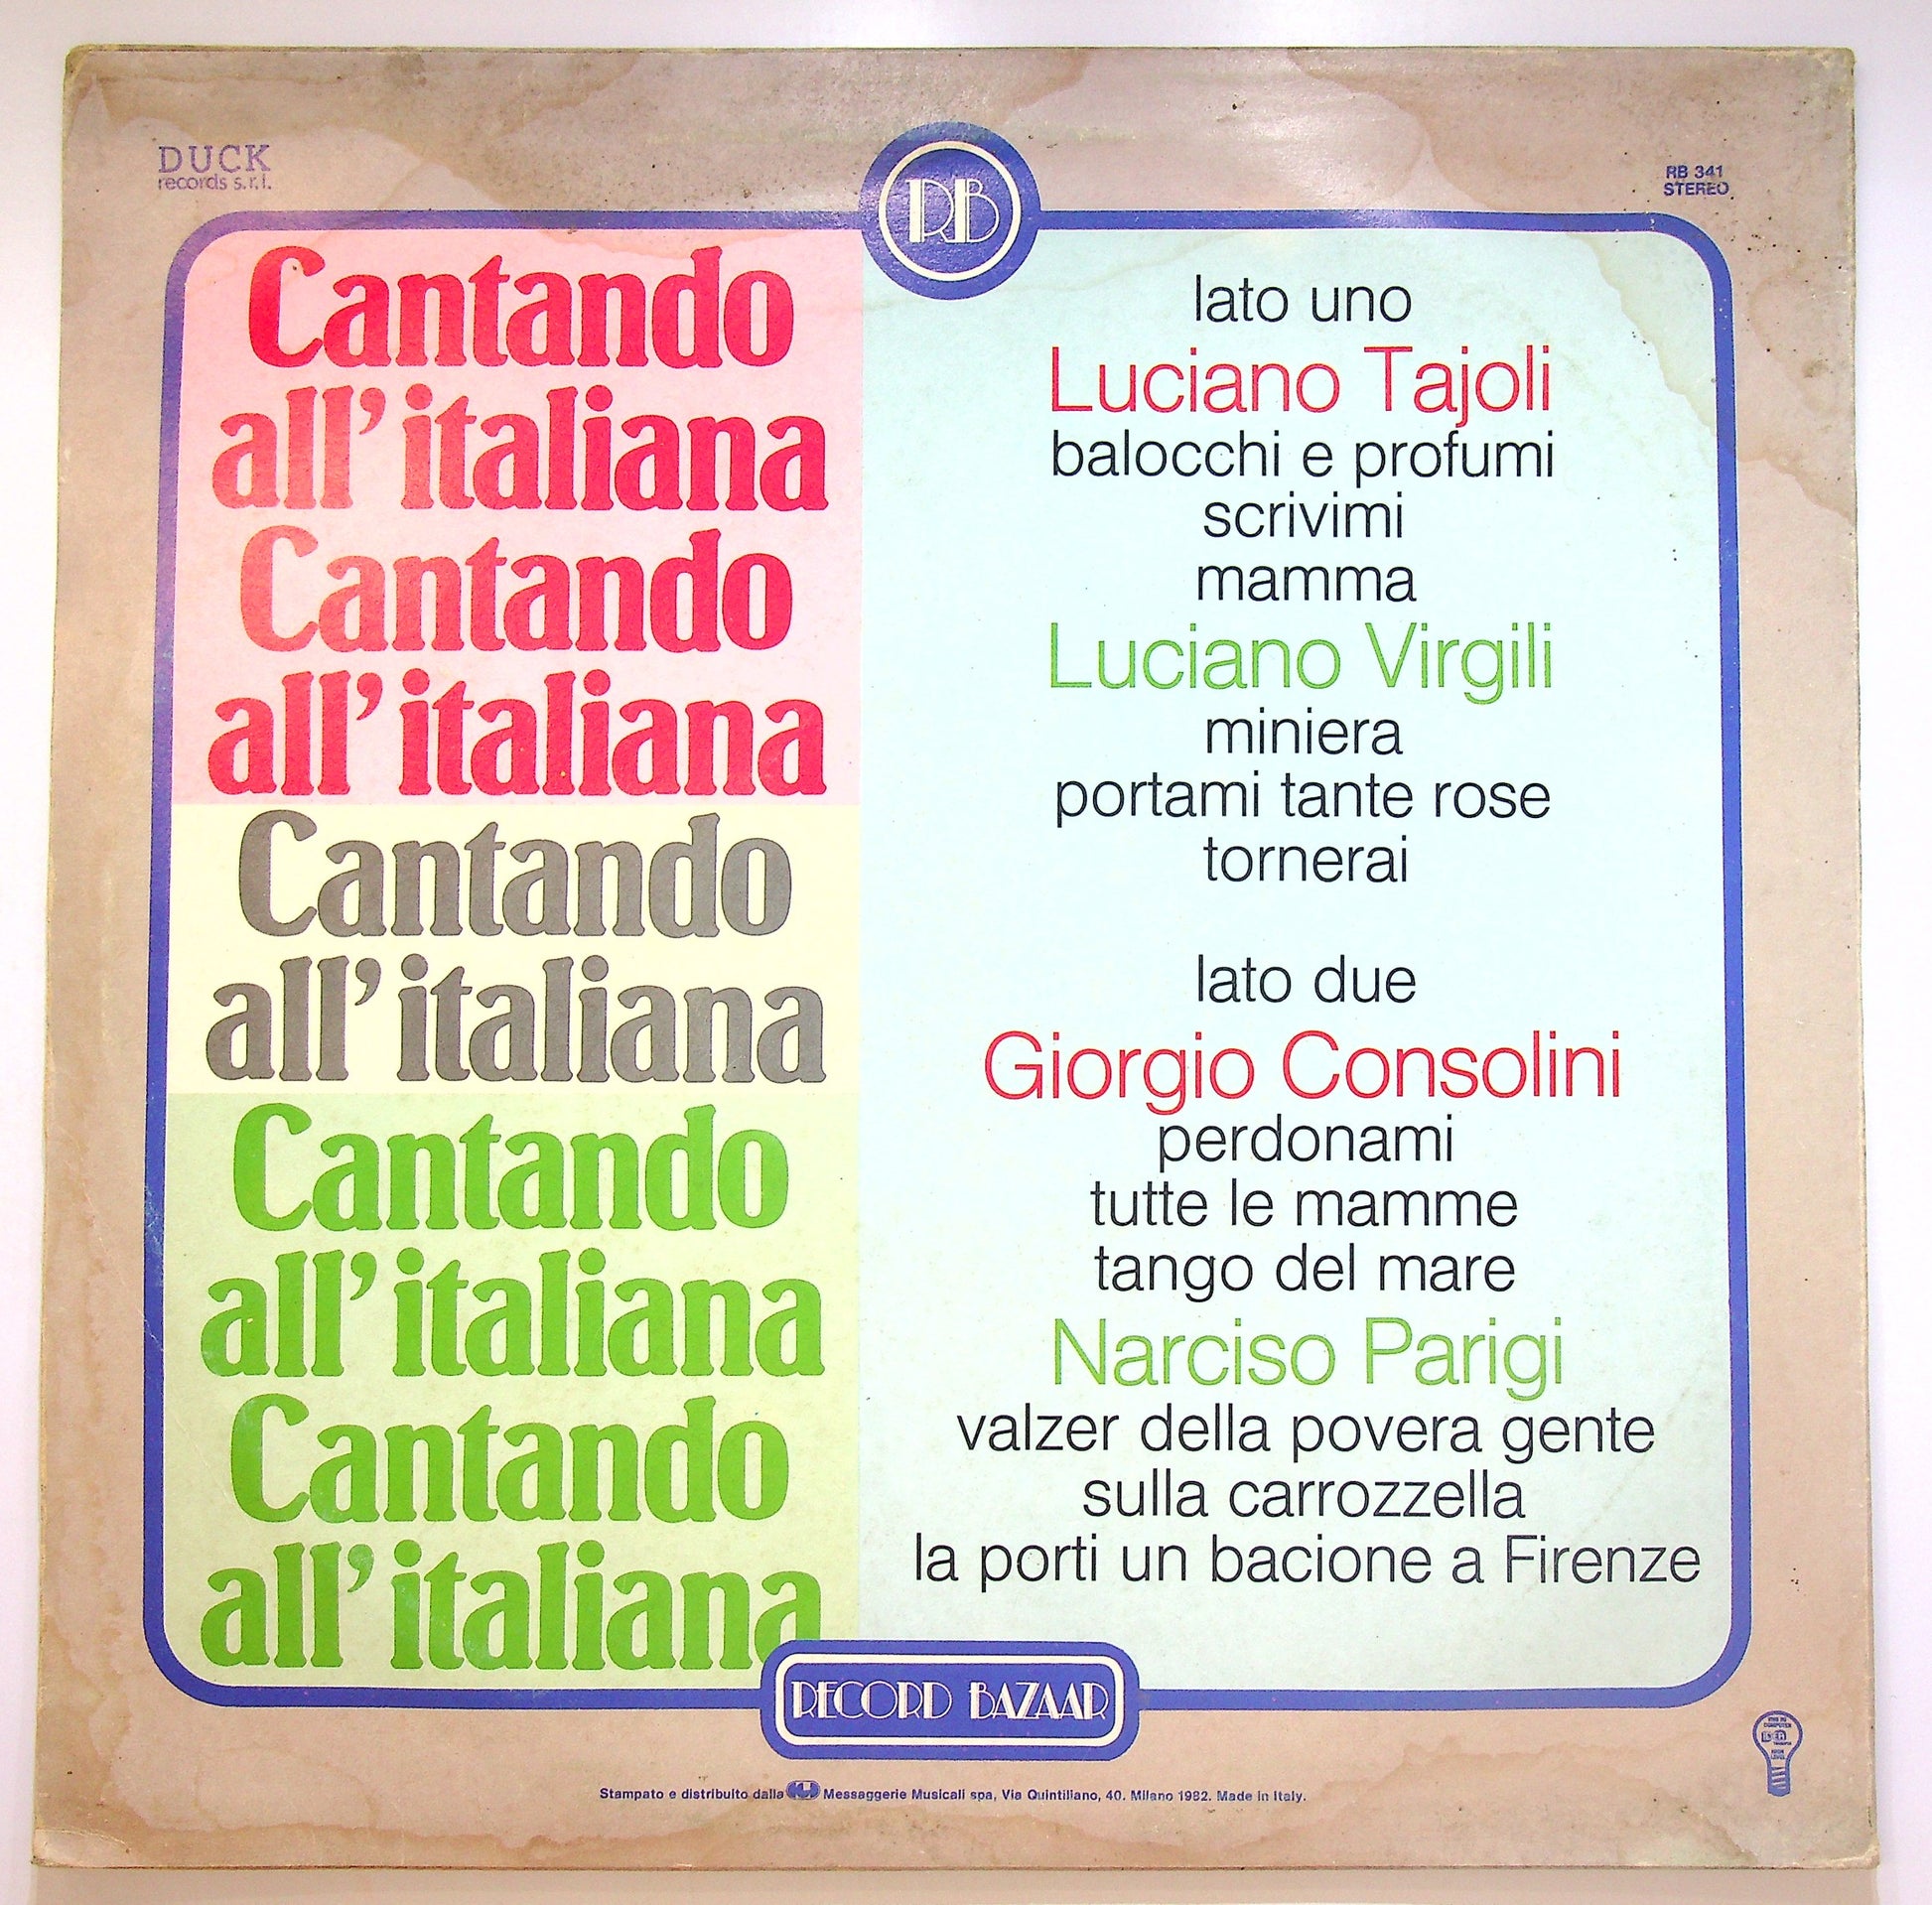 DUCK
records s.r.l.
RB
RB 341
STEREO
Cantando
all' italiana
Cantando
all' italiana
Cantando
all' italiana
Cantando
all' italiana
Cantando
all' italiana
lato uno
Luciano Tajoli
balocchi e profumi
scrivimi
mamma
Luciano Virgili
miniera
portami tante rose
tornerai
lato due
Giorgio Consolini
perdonami
tutte le mamme
tango del mare
Narciso Parigi
valzer della povera gente
sulla carrozzella
la porti un bacione a Firenze
RECORD BAZAAR
Stampato e distribuito dalla Messaggerie Musicali spa, Via Quintiliano, 40. Milano 1982. Made in Italy.